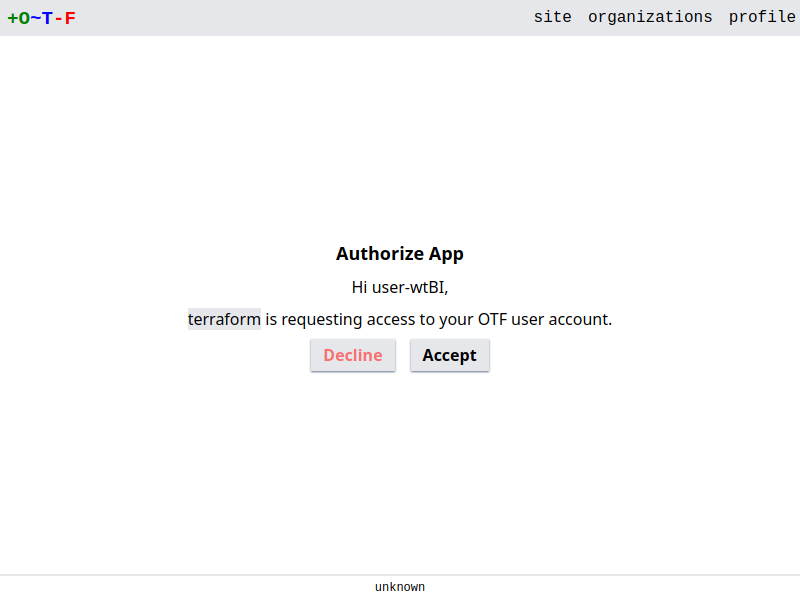 +O~T-F site organizations profile
Authorize App
Hi user-wtBI,
terraform is requesting access to your OTF user account.
Decline Accept
unknown